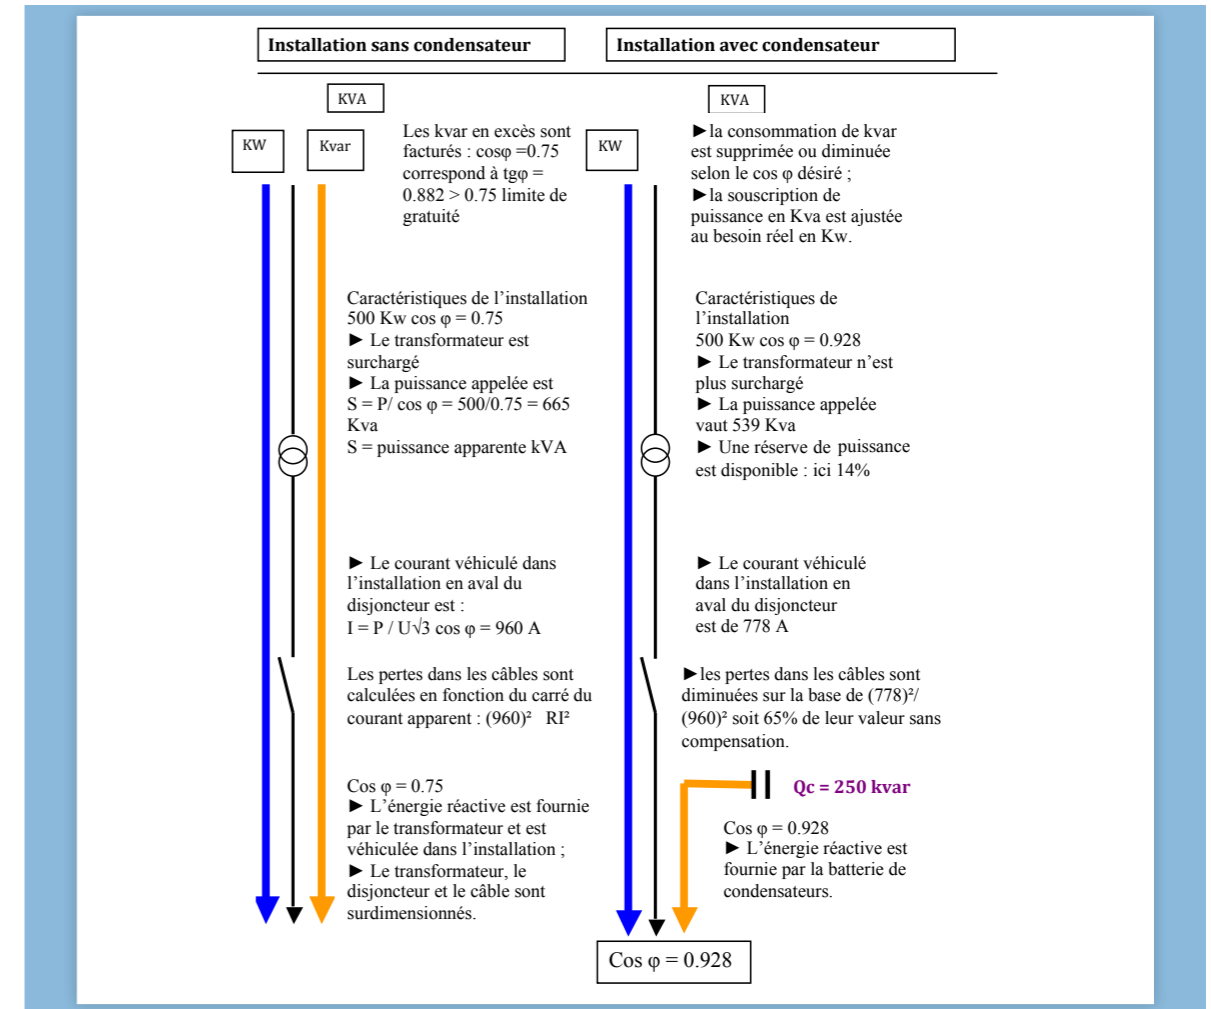 Installation sans condensateur
Installation avec condensateur
KVA
KW
Kvar
Les kvar en excès sont
facturés : cosφ =0.75
correspond à tgφ =
0.882 > 0.75 limite de
gratuité
Caractéristiques de l’installation
500 Kw cos φ = 0.75
► Le transformateur est
surchargé
► La puissance appelée est
S = P/ cos φ = 500/0.75 = 665
Kva
S = puissance apparente kVA
► Le courant véhiculé dans
l’installation en aval du
disjoncteur est :
I = P / U√3 cos φ = 960 A
Les pertes dans les câbles sont
calculées en fonction du carré du
courant apparent : (960)² RI²
Cos φ = 0.75
► L’énergie réactive est fournie
par le transformateur et est
véhiculée dans l’installation ;
► Le transformateur, le
disjoncteur et le câble sont
surdimensionnés.
KVA
KW
►la consommation de kvar
est supprimée ou diminuée
selon le cos φ désiré ;
►la souscription de
puissance en Kva est ajustée
au besoin réel en Kw.
Caractéristiques de
l’installation
500 Kw cos φ = 0.928
► Le transformateur n’est
plus surchargé
► La puissance appelée
vaut 539 Kva
► Une réserve de puissance
est disponible : ici 14%
► Le courant véhiculé
dans l’installation en
aval du disjoncteur
est de 778 A
►les pertes dans les câbles sont
diminuées sur la base de (778)²/
(960)² soit 65% de leur valeur sans
compensation.
Qc = 250 kvar
Cos φ = 0.928
► L’énergie réactive est
fournie par la batterie de
condensateurs.
Cos φ = 0.928